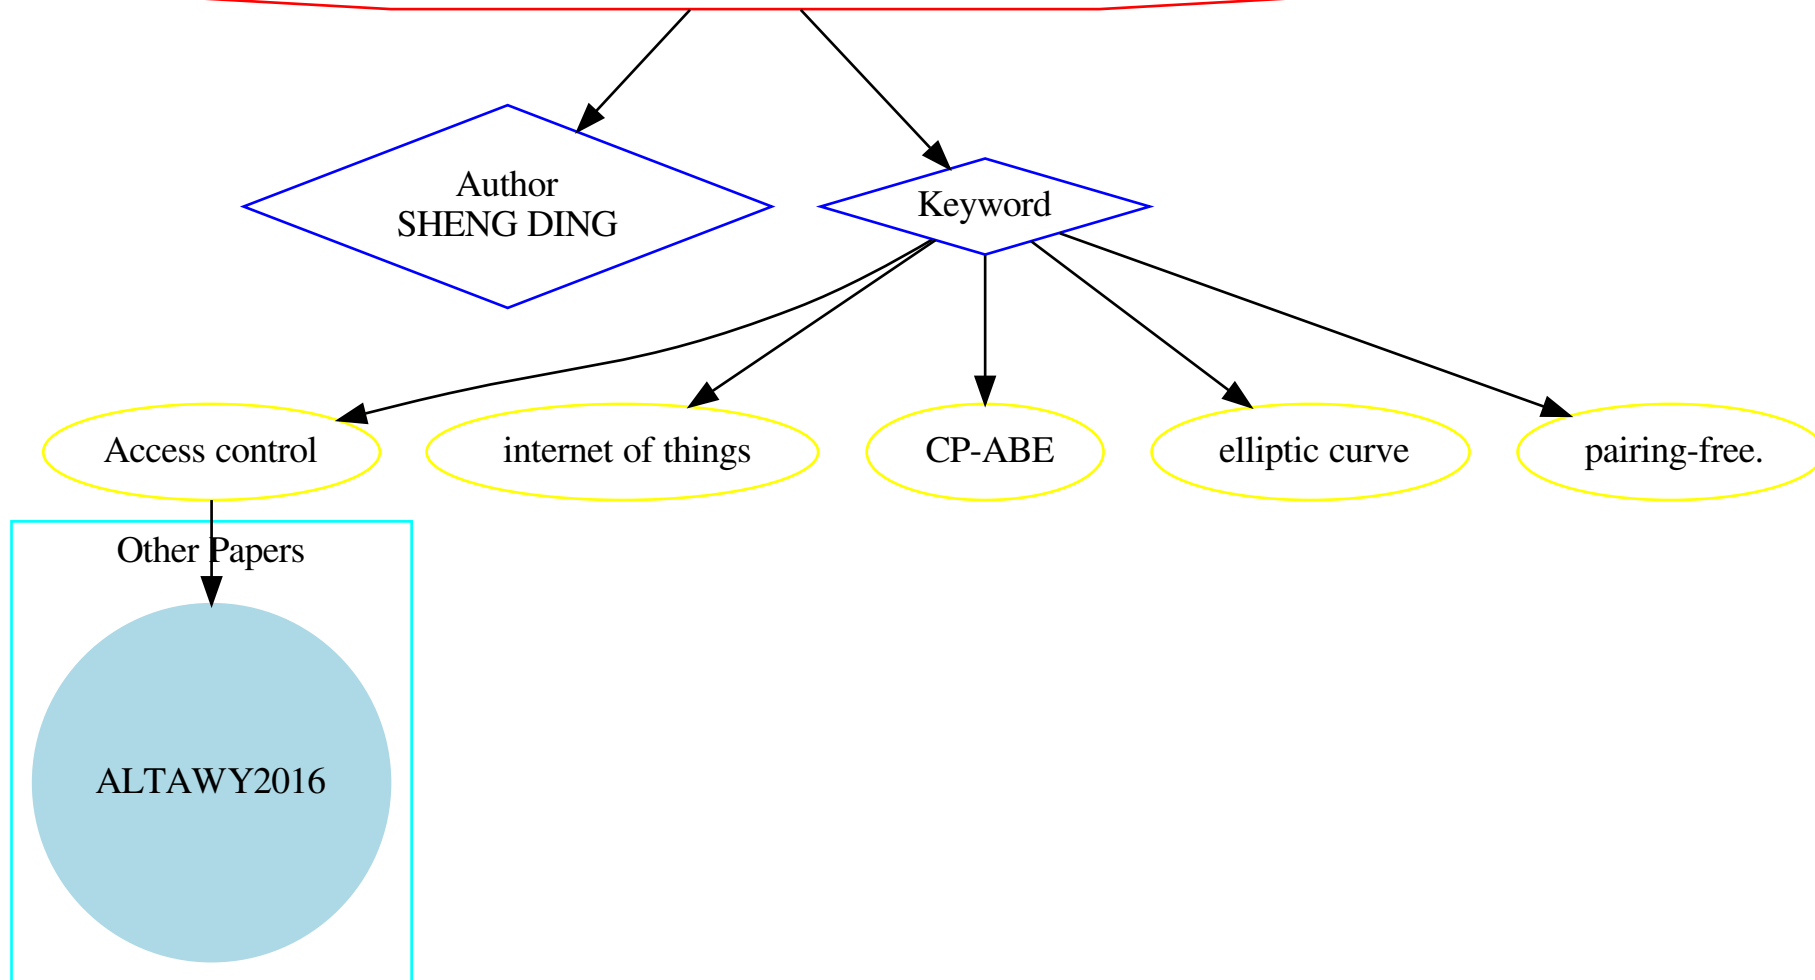 Author
SHENG DING
Keyword
Access control
internet of things
CP-ABE
elliptic curve
pairing-free.
Other Papers
ALTAWY2016